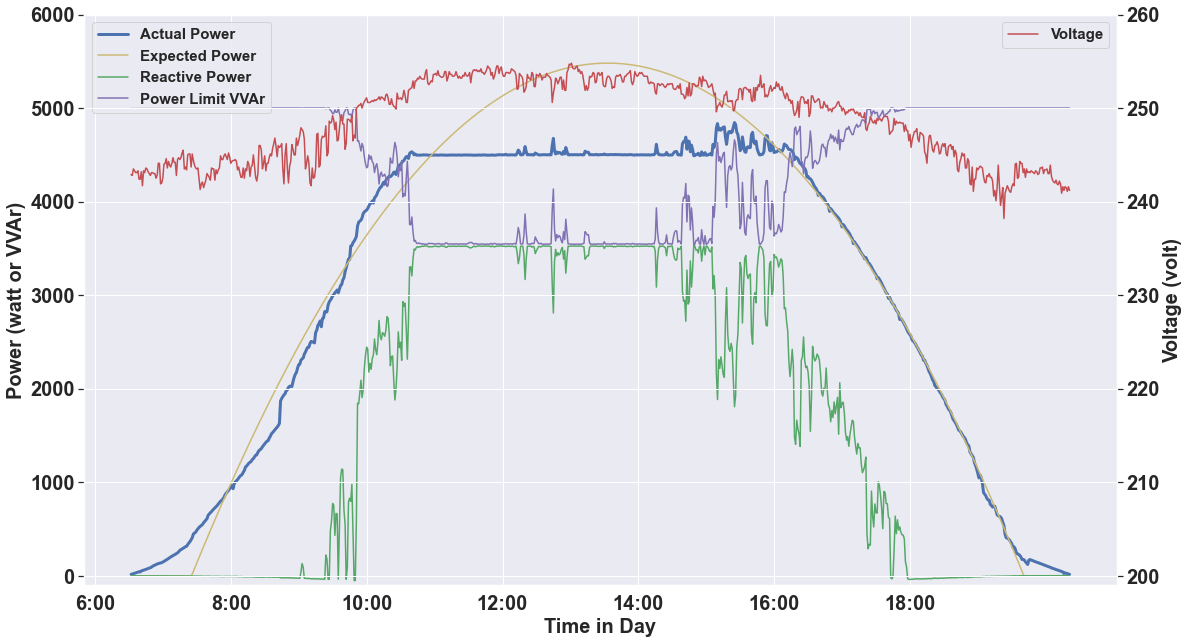 6000
5000
4000
3000
2000
1000
0
Power (watt or VVAr)
Actual Power
Expected Power
Reactive Power
Power Limit VVAr
Voltage
260
250
240
230
220
210
200
Voltage (volt)
6:00 8:00 10:00 12:00 14:00 16:00 18:00
Time in Day